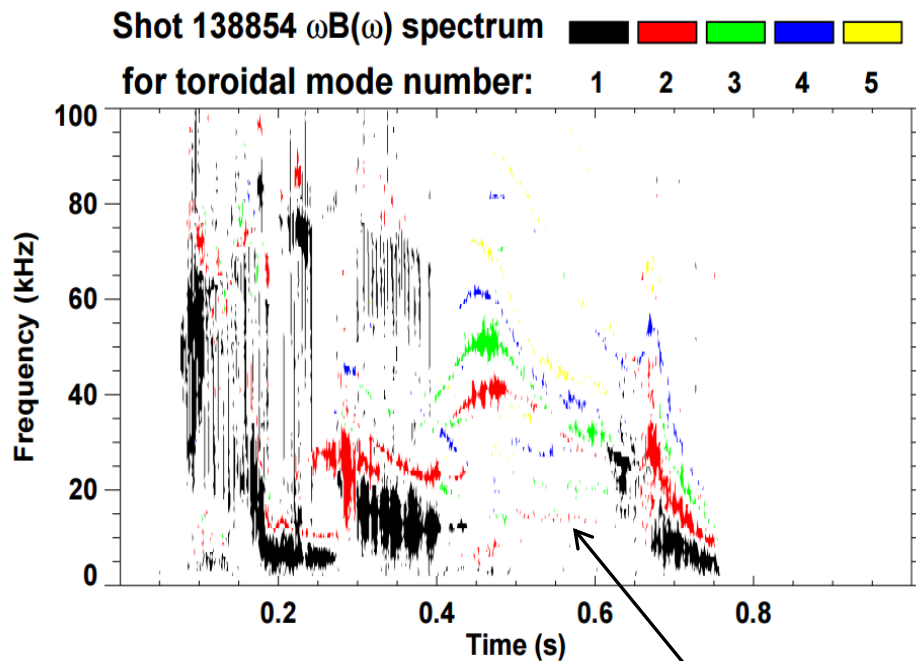 Shot 138854 ωB(ω) spectrum
for toroidal mode number: 1 2 3 4 5
100
80
60
40
20
0
Frequency (kHz)
0.2 0.4 0.6 0.8
Time (s)